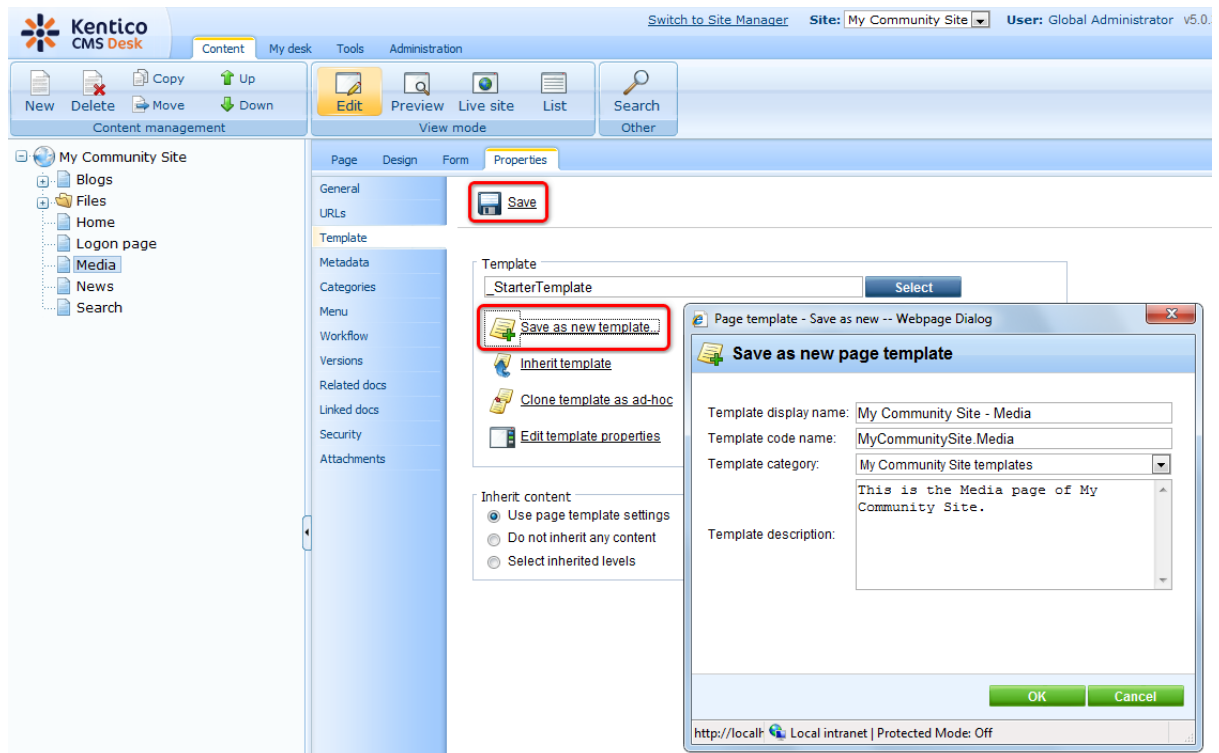 Kentico
CMS Desk
Switch to Site Manager Site: My Community Site User: Global Administrator v5.0.
Content My desk Tools Administration
New Delete Copy Move Up Down
Content management
Edit Preview Live site List
View mode
Search
Other
My Community Site
Blogs
Files
Home
Logon page
Media
News
Search
Page Design Form Properties
General
URLs
Template
Metadata
Categories
Menu
Workflow
Versions
Related docs
Linked docs
Security
Attachments
Save
Template
_StarterTemplate Select
Save as new template...
Inherit template
Clone template as ad-hoc
Edit template properties
Inherit content
Use page template settings
Do not inherit any content
Select inherited levels
Page template - Save as new -- Webpage Dialog
Save as new page template
Template display name: My Community Site - Media
Template code name: MyCommunitySite.Media
Template category: My Community Site templates
Template description: This is the Media page of My
Community Site.
OK Cancel
http://localh Local intranet | Protected Mode: Off